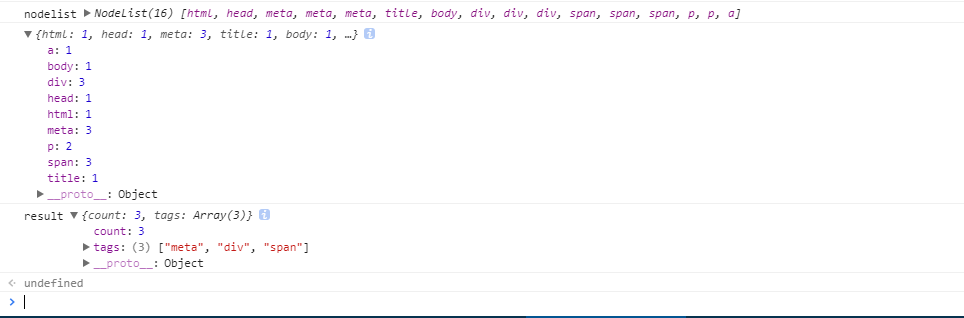 nodelist ▶ NodeList(16) [html, head, meta, meta, meta, title, body, div, div, div, span, span, span, p, p, a]
▼ {html: 1, head: 1, meta: 3, title: 1, body: 1, …} i
a: 1
body: 1
div: 3
head: 1
html: 1
meta: 3
p: 2
span: 3
title: 1
▶ __proto__: Object
result ▼ {count: 3, tags: Array(3)} i
count: 3
▶ tags: (3) ["meta", "div", "span"]
▶ __proto__: Object
undefined
>